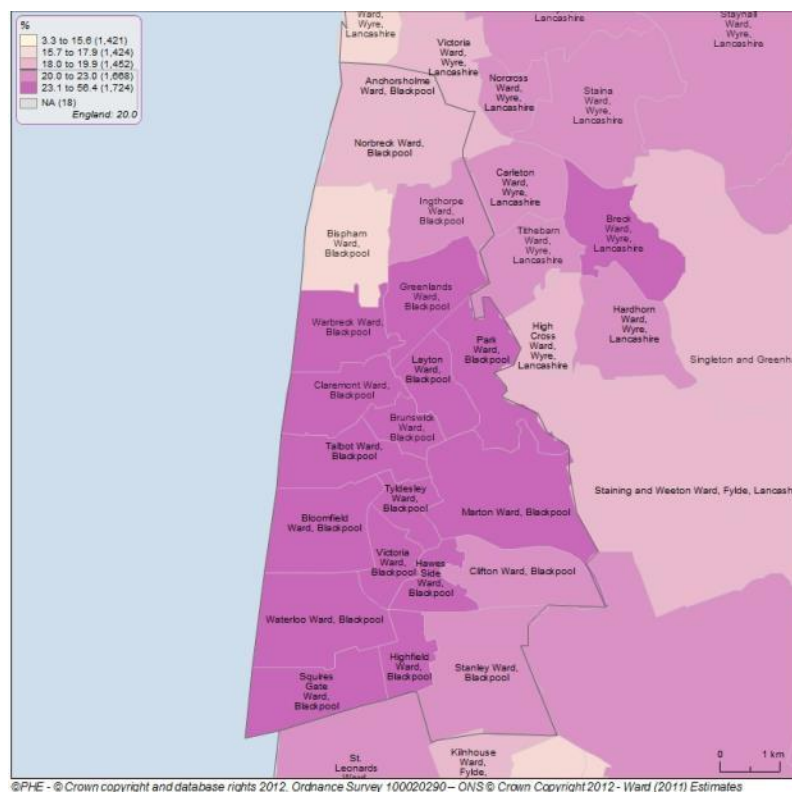 %
3.3 to 15.6 (1,421)
15.7 to 17.9 (1,424)
18.0 to 19.9 (1,452)
20.0 to 23.0 (1,668)
23.1 to 56.4 (1,724)
NA (18)
England: 20.0
Ward,
Wyre,
Lancashire
Lancashire
Staynall
Ward,
Wyre,
Lancashire
Victoria
Ward,
Wyre,
Lancashire
Anchorsholme
Ward, Blackpool
Norcross
Ward,
Wyre,
Lancashire
Staina
Ward,
Wyre,
Lancashire
Norbreck Ward,
Blackpool
Carleton
Ward,
Wyre,
Lancashire
Ingthorpe
Ward,
Blackpool
Breck
Ward,
Wyre,
Lancashire
Bispham
Ward,
Blackpool
Tithebarn
Ward,
Wyre,
Lancashire
Greenlands
Ward,
Blackpool
Warbreck Ward,
Blackpool
Hardhorn
Ward,
Wyre,
Lancashire
High
Cross
Ward,
Wyre,
Lancashire
Park
Ward,
Blackpool
Layton
Ward,
Blackpool
Singleton and Greenh
Claremont Ward,
Blackpool
Brunswick
Ward,
Blackpool
Talbot Ward,
Blackpool
Tyldesley
Ward,
Blackpool
Staining and Weeton Ward, Fylde, Lancash
Marton Ward, Blackpool
Bloomfield
Ward, Blackpool
Victoria
Ward,
Blackpool
Hawes
Side
Ward,
Blackpool
Clifton Ward, Blackpool
Waterloo Ward, Blackpool
Highfield
Ward,
Blackpool
Stanley Ward,
Blackpool
Squires
Gate
Ward,
Blackpool
St.
Leonards
Ward
Kilnhouse
Ward,
Fylde,
0 1 km
©PHE - © Crown copyright and database rights 2012, Ordnance Survey 100020290 – ONS © Crown Copyright 2012 - Ward (2011) Estimates